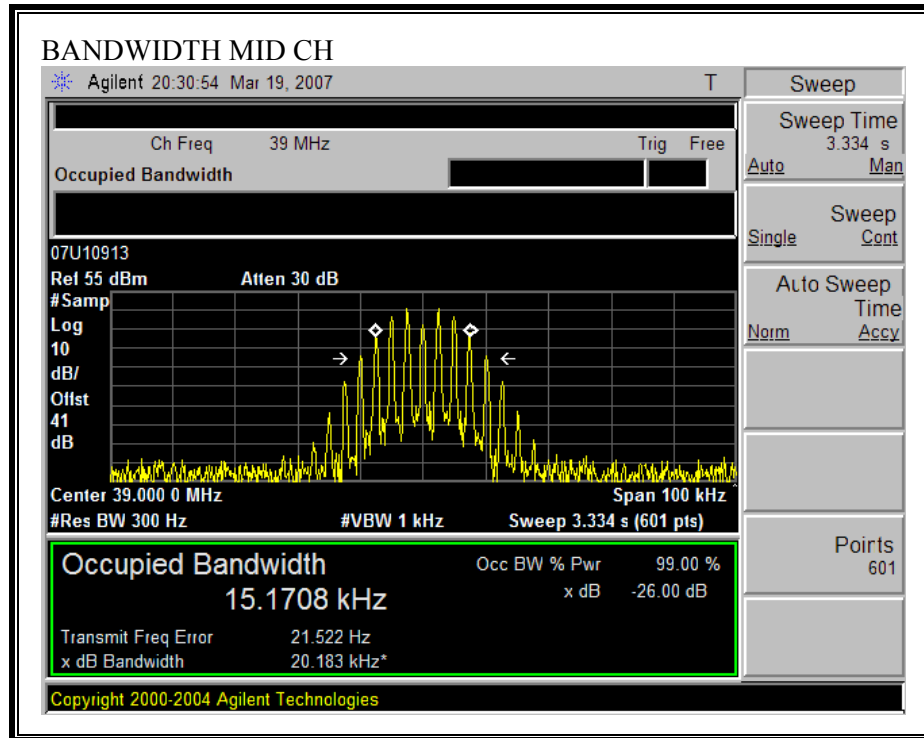 BANDWIDTH MID CH
Agilent 20:30:54 Mar 19, 2007 T
Sweep
Ch Freq 39 MHz Trig Free
Occupied Bandwidth
Sweep Time
3.334 s
Auto Man
Sweep
Single Cont
07U10913
Ref 55 dBm Atten 30 dB
Auto Sweep
Time
Norm Accy
#Samp
Log
10
dB/
Offst
41
dB
Center 39.000 0 MHz Span 100 kHz
#Res BW 300 Hz #VBW 1 kHz Sweep 3.334 s (601 pts)
Points
601
Occupied Bandwidth Occ BW % Pwr 99.00 %
15.1708 kHz x dB -26.00 dB
Transmit Freq Error 21.522 Hz
x dB Bandwidth 20.183 kHz*
Copyright 2000-2004 Agilent Technologies